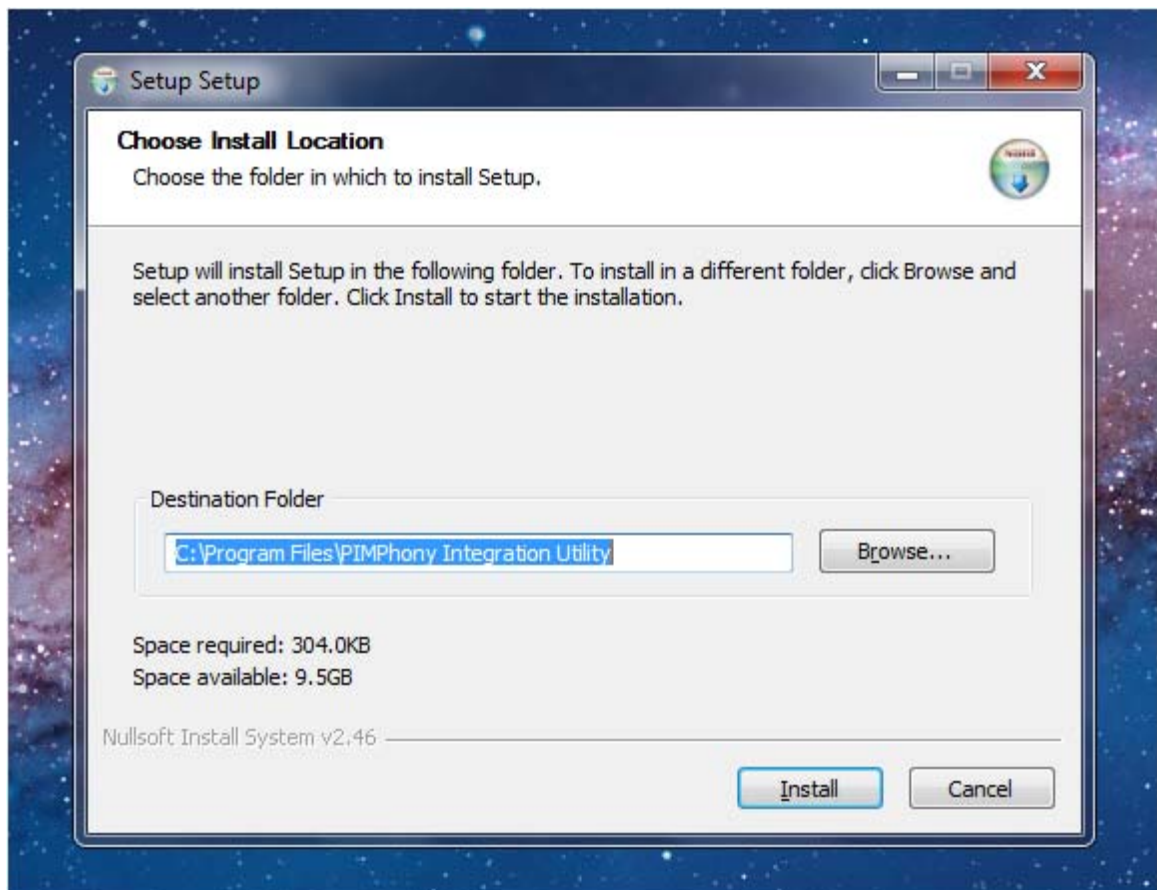 Setup Setup
Choose Install Location
Choose the folder in which to install Setup.
Setup will install Setup in the following folder. To install in a different folder, click Browse and
select another folder. Click Install to start the installation.
Destination Folder
C:\Program Files\PIMPhony Integration Utility
Browse...
Space required: 304.0KB
Space available: 9.5GB
Nullsoft Install System v2.46
Install
Cancel